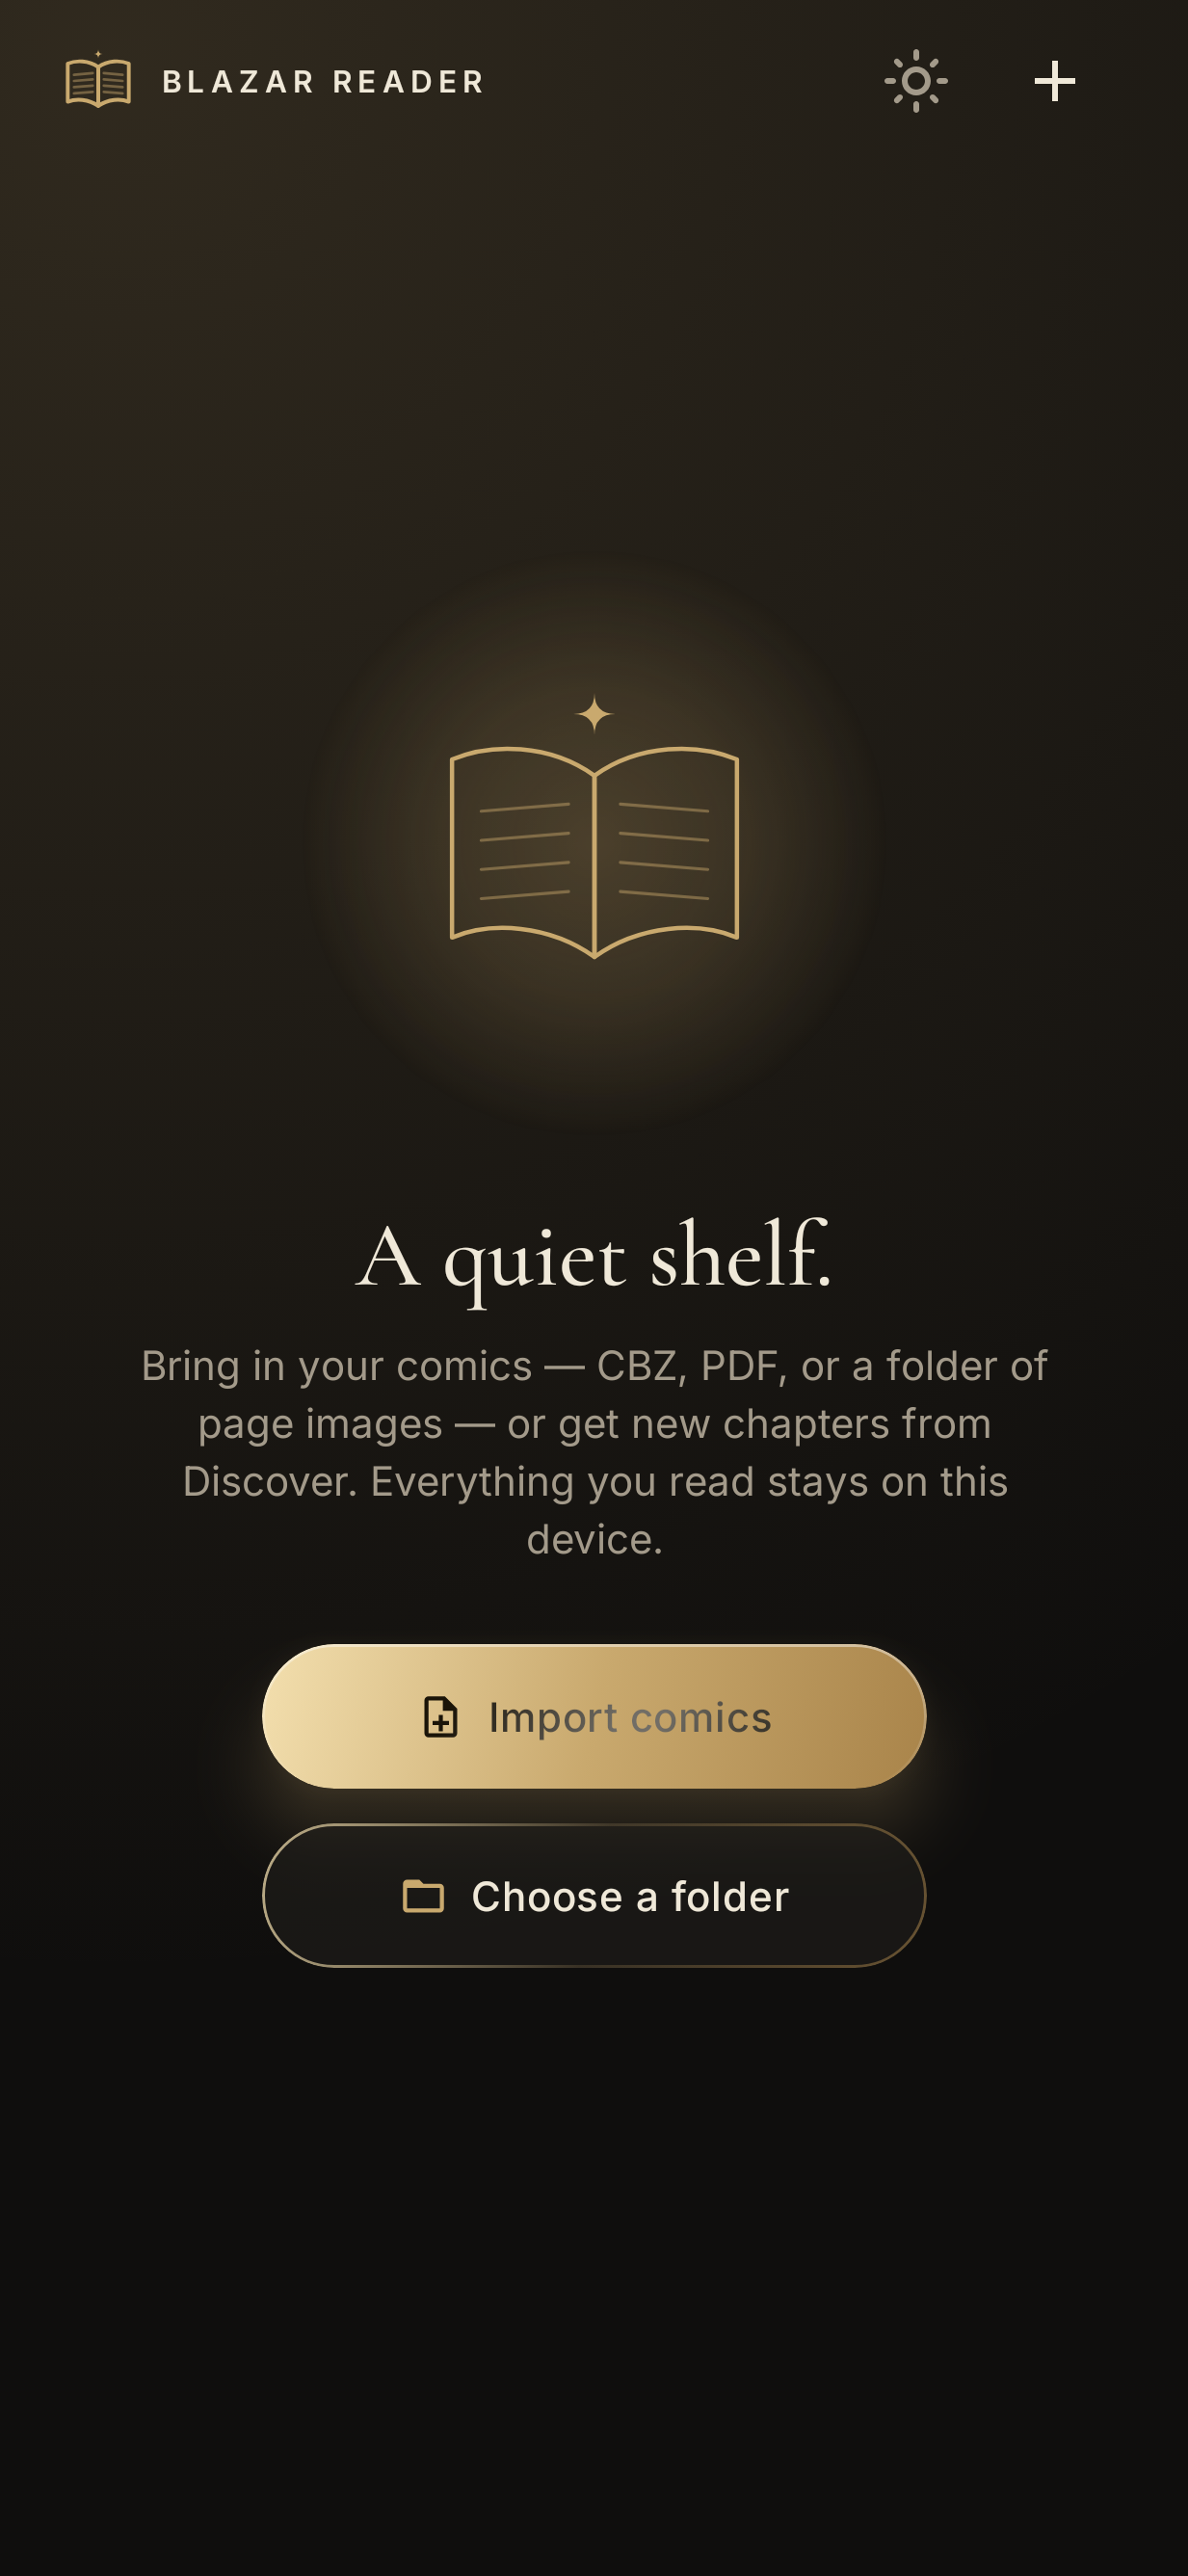 BLAZAR READER
A quiet shelf.
Bring in your comics — CBZ, PDF, or a folder of
page images — or get new chapters from
Discover. Everything you read stays on this
device.
Import comics
Choose a folder